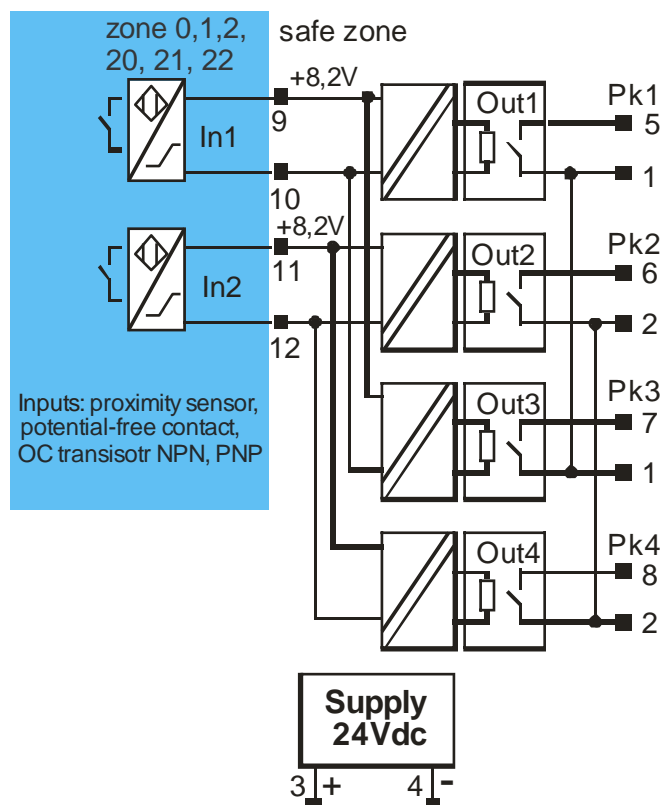 zone 0,1,2,
20, 21, 22
safe zone
+8,2V
9
In1
10
Out1
Pk1
5
1
+8,2V
11
In2
12
Out2
Pk2
6
2
Inputs: proximity sensor,
potential-free contact,
OC transisotr NPN, PNP
Out3
Pk3
7
1
Out4
Pk4
8
2
Supply
24Vdc
3 + 4 -